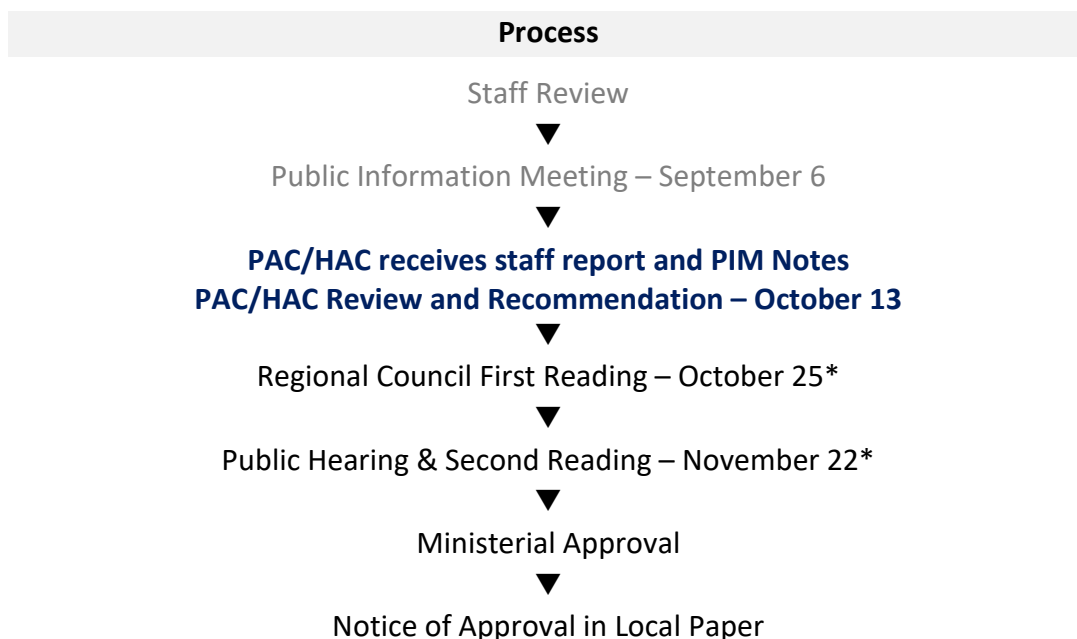 Process
Staff Review
Public Information Meeting – September 6
PAC/HAC receives staff report and PIM Notes
PAC/HAC Review and Recommendation – October 13
Regional Council First Reading – October 25*
Public Hearing & Second Reading – November 22*
Ministerial Approval
Notice of Approval in Local Paper